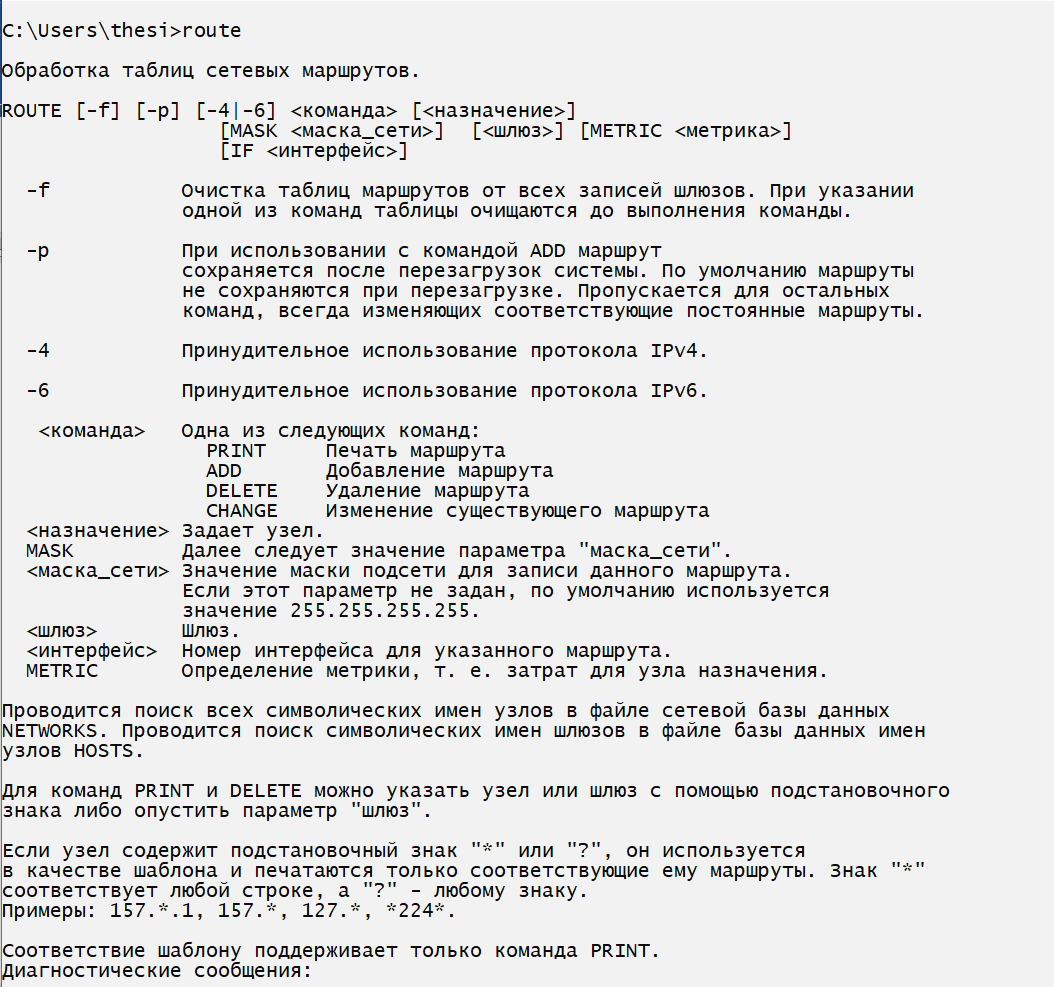 C:\Users\thesi>route
Обработка таблиц сетевых маршрутов.
ROUTE [-f] [-p] [-4|-6] <команда> [<назначение>]
[MASK <маска_сети>]  [<шлюз>] [METRIC <метрика>]
[IF <интерфейс>]
-f           Очистка таблиц маршрутов от всех записей шлюзов. При указании
одной из команд таблицы очищаются до выполнения команды.
-p           При использовании с командой ADD маршрут
сохраняется после перезагрузок системы. По умолчанию маршруты
не сохраняются при перезагрузке. Пропускается для остальных
команд, всегда изменяющих соответствующие постоянные маршруты.
-4           Принудительное использование протокола IPv4.
-6           Принудительное использование протокола IPv6.
<команда>   Одна из следующих команд:
PRINT     Печать маршрута
ADD       Добавление маршрута
DELETE    Удаление маршрута
CHANGE    Изменение существующего маршрута
<назначение> Задает узел.
MASK         Далее следует значение параметра "маска_сети".
<маска_сети> Значение маски подсети для записи данного маршрута.
Если этот параметр не задан, по умолчанию используется
значение 255.255.255.255.
<шлюз>       Шлюз.
<интерфейс>  Номер интерфейса для указанного маршрута.
METRIC       Определение метрики, т. е. затрат для узла назначения.
Проводится поиск всех символических имен узлов в файле сетевой базы данных
NETWORKS. Проводится поиск символических имен шлюзов в файле базы данных имен
узлов HOSTS.
Для команд PRINT и DELETE можно указать узел или шлюз с помощью подстановочного
знака либо опустить параметр "шлюз".
Если узел содержит подстановочный знак "*" или "?", он используется
в качестве шаблона и печатаются только соответствующие ему маршруты. Знак "*"
соответствует любой строке, а "?" - любому знаку.
Примеры: 157.*.1, 157.*, 127.*, *224*.
Соответствие шаблону поддерживает только команда PRINT.
Диагностические сообщения: